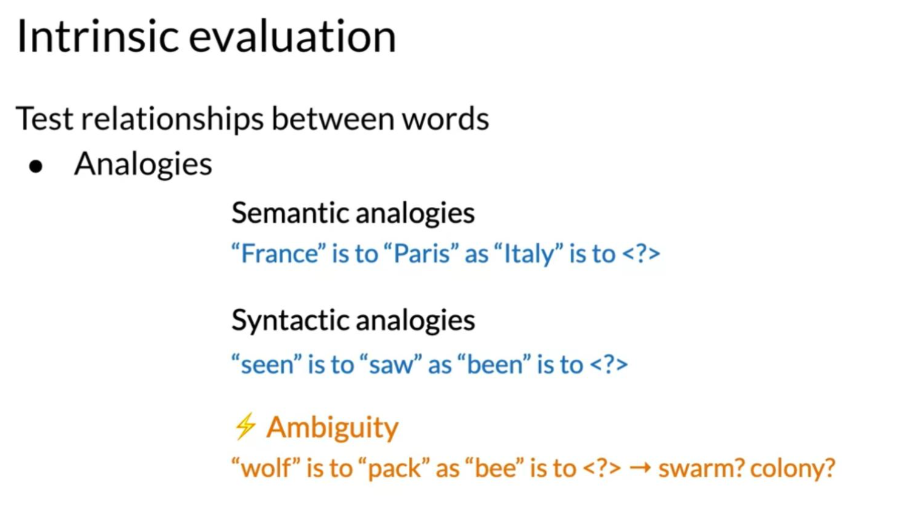 Intrinsic evaluation
Test relationships between words
● Analogies
Semantic analogies
“France” is to “Paris” as “Italy” is to <?>
Syntactic analogies
“seen” is to “saw” as “been” is to <?>
⚡ Ambiguity
“wolf” is to “pack” as “bee” is to <?> → swarm? colony?